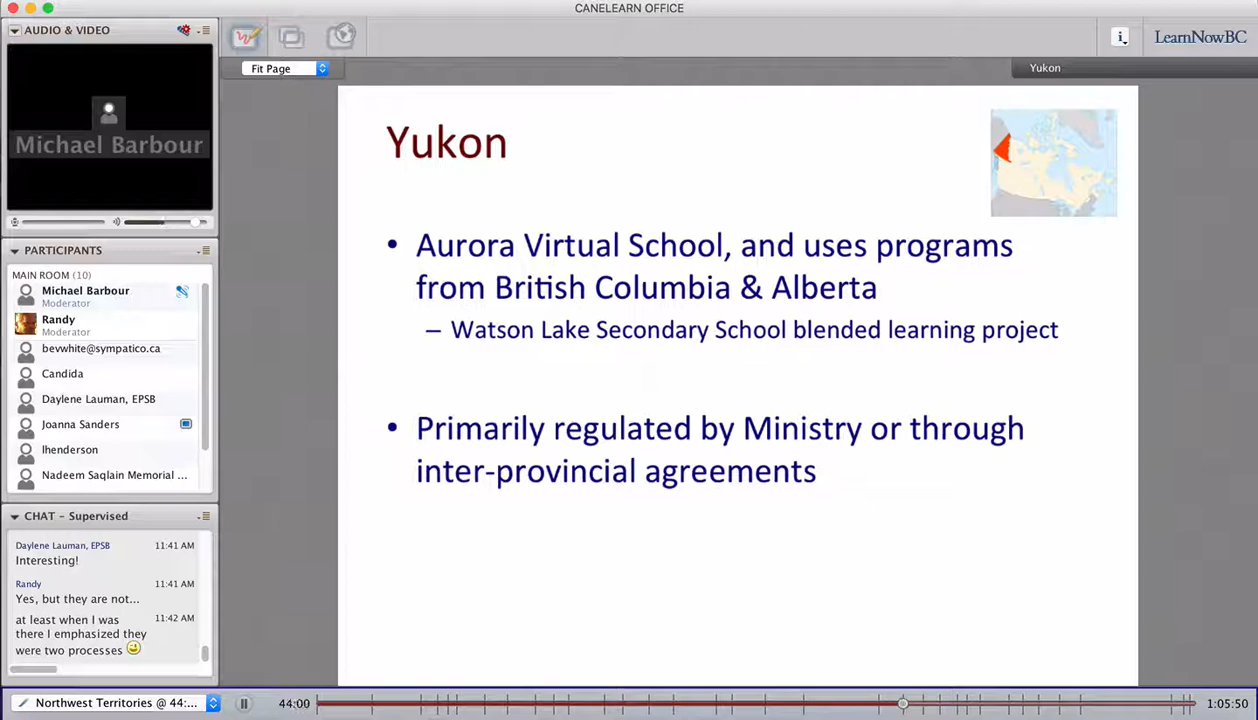 CANELEARN OFFICE
AUDIO & VIDEO
LearnNowBC
Fit Page
Yukon
Michael Barbour
PARTICIPANTS
MAIN ROOM (10)
Michael Barbour
Moderator
Randy
Moderator
bevwhite@sympatico.ca
Candida
Daylene Lauman, EPSB
Joanna Sanders
lhenderson
Nadeem Saqlain Memorial ...
CHAT - Supervised
Daylene Lauman, EPSB 11:41 AM
Interesting!
Randy 11:41 AM
Yes, but they are not...
at least when I was 11:42 AM
there I emphasized they
were two processes
Yukon
• Aurora Virtual School, and uses programs
from British Columbia & Alberta
– Watson Lake Secondary School blended learning project
• Primarily regulated by Ministry or through
inter-provincial agreements
Northwest Territories @ 44:... 44:00 1:05:50